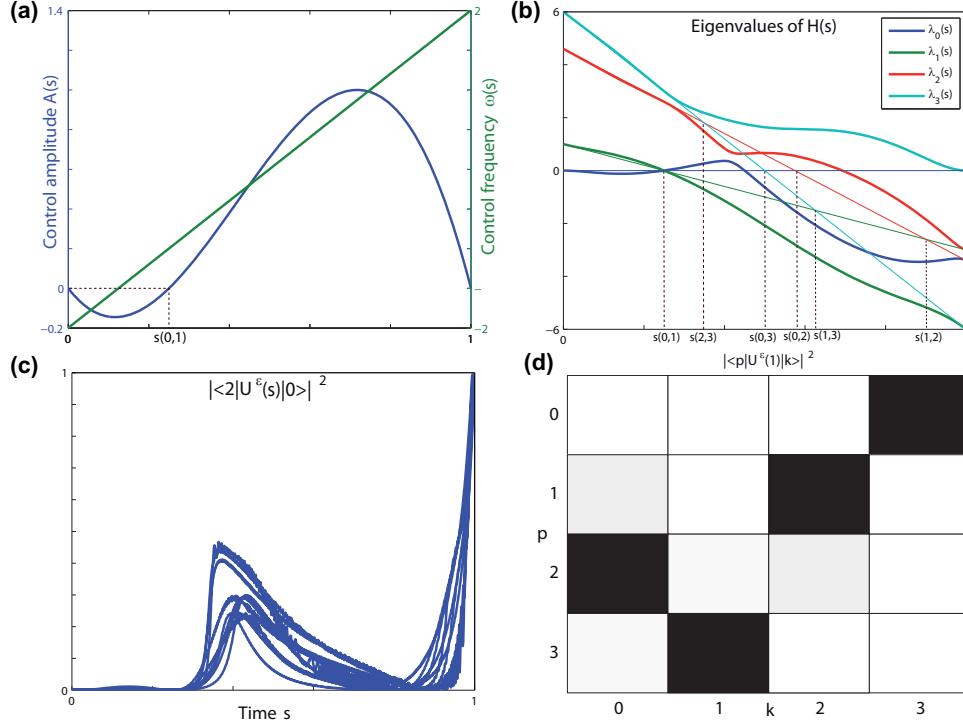 (a)
1.4
Control amplitude A(s)
0
−0.2
0
s(0,1)
1
2
Control frequency ω(s)
−
−2
(b)
6
Eigenvalues of H(s)
λ₀(s)
λ₁(s)
λ₂(s)
λ₃(s)
0
−6
0
s(0,1)
s(2,3)
s(0,3)
s(0,2)
s(1,3)
s(1,2)
(c)
1
|<2|U^ε(s)|0>|²
0
0
Time s
1
(d)
|<p|U^ε(1)|k>|²
0
1
p
2
3
0
1
k
2
3